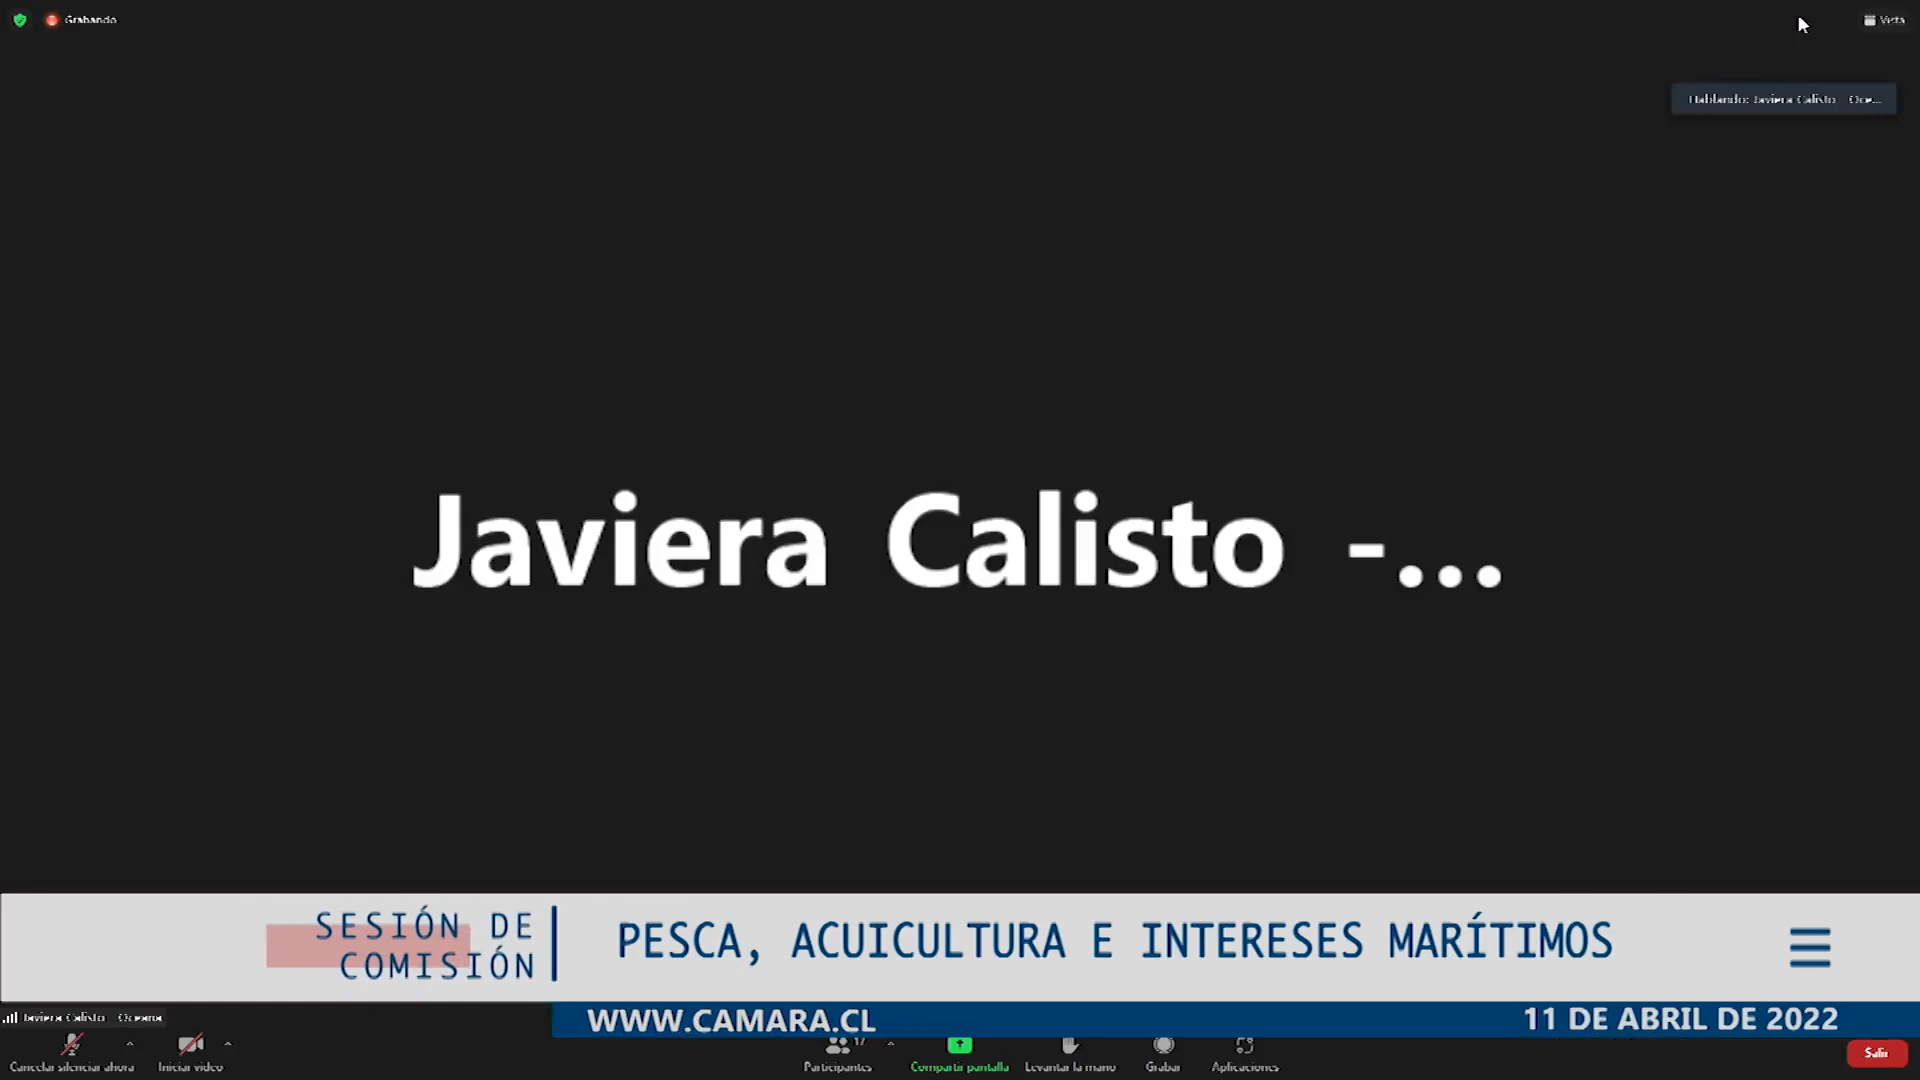 Grabando
Vista
Hablando: Javiera Calisto - Oce...
Javiera Calisto -...
SESIÓN DE
COMISIÓN
PESCA, ACUICULTURA E INTERESES MARÍTIMOS
WWW.CAMARA.CL
11 DE ABRIL DE 2022
Javiera Calisto - Oceana
Cancelar silenciar ahora
Iniciar video
17
Participantes
Compartir pantalla
Levantar la mano
Grabar
Aplicaciones
Salir